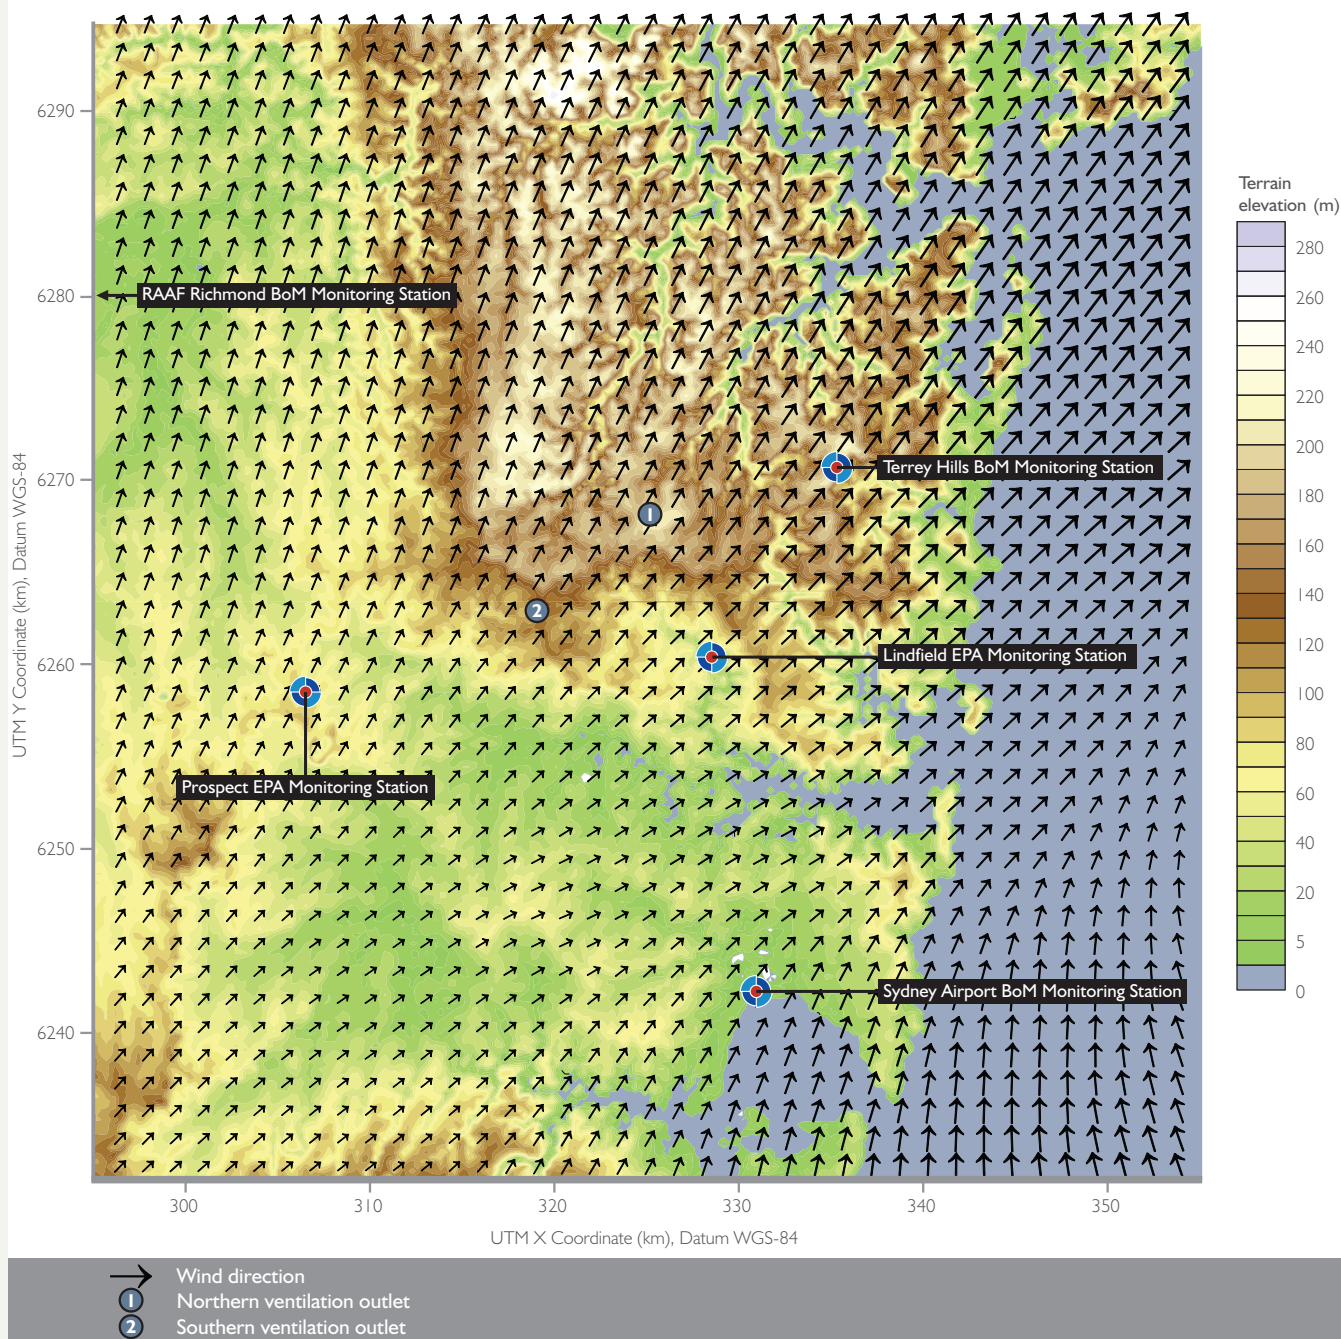 6290
6280
6270
6260
6250
6240
UTM Y Coordinate (km), Datum WGS-84
RAAF Richmond BoM Monitoring Station
Terrey Hills BoM Monitoring Station
1
2
Lindfield EPA Monitoring Station
Prospect EPA Monitoring Station
Sydney Airport BoM Monitoring Station
300
310
320
330
340
350
UTM X Coordinate (km), Datum WGS-84
Terrain
elevation (m)
280
260
240
220
200
180
160
140
120
100
80
60
40
20
5
0
Wind direction
1 Northern ventilation outlet
2 Southern ventilation outlet